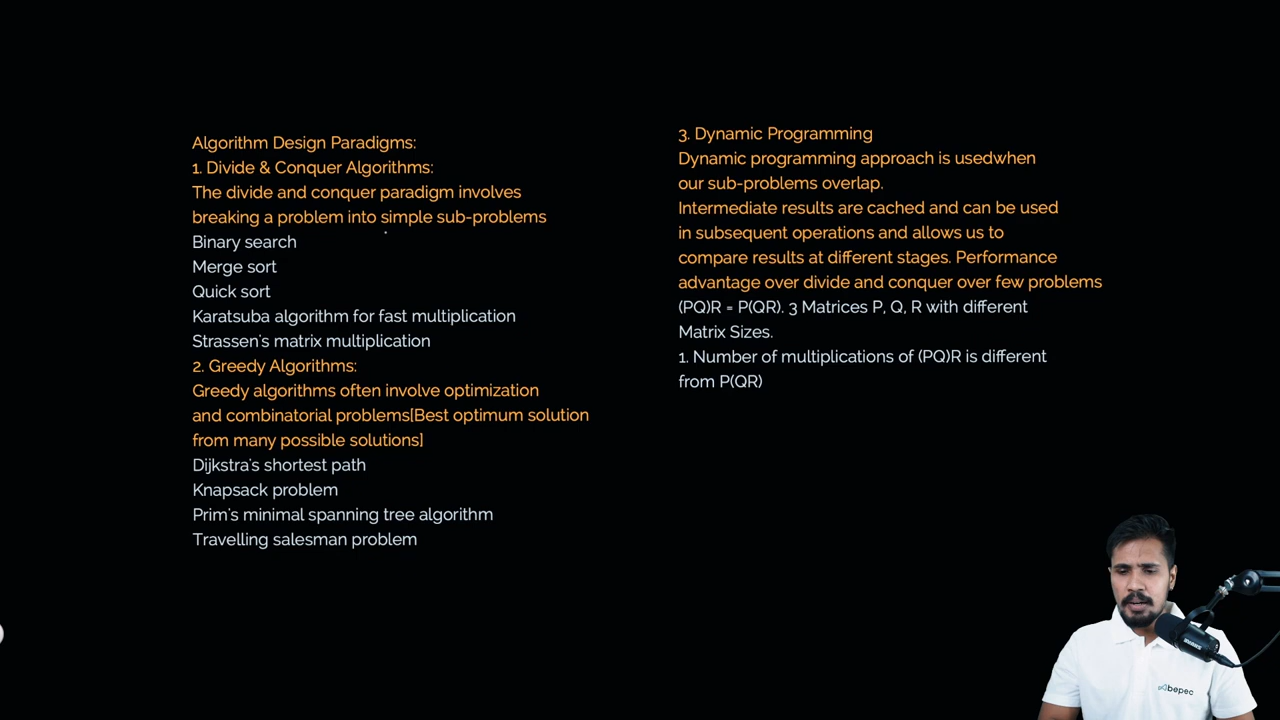 Algorithm Design Paradigms:
1. Divide & Conquer Algorithms:
The divide and conquer paradigm involves
breaking a problem into simple sub-problems
Binary search
Merge sort
Quick sort
Karatsuba algorithm for fast multiplication
Strassen's matrix multiplication
2. Greedy Algorithms:
Greedy algorithms often involve optimization
and combinatorial problems[Best optimum solution
from many possible solutions]
Dijkstra's shortest path
Knapsack problem
Prim's minimal spanning tree algorithm
Travelling salesman problem
3. Dynamic Programming
Dynamic programming approach is usedwhen
our sub-problems overlap.
Intermediate results are cached and can be used
in subsequent operations and allows us to
compare results at different stages. Performance
advantage over divide and conquer over few problems
(PQ)R = P(QR). 3 Matrices P, Q, R with different
Matrix Sizes.
1. Number of multiplications of (PQ)R is different
from P(QR)
bepec